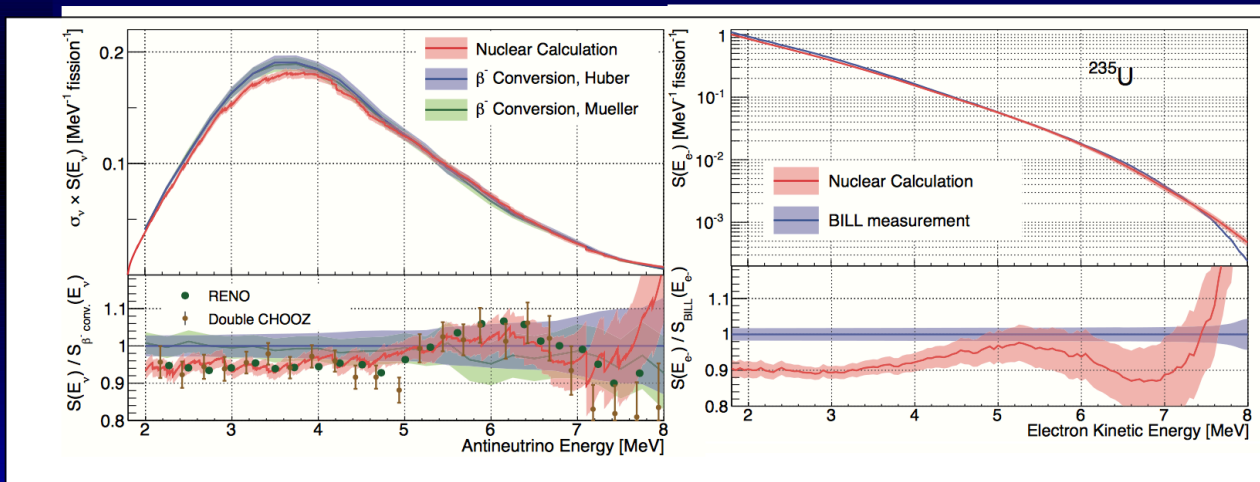 0.2
0.1
σν × S(Eν) [MeV⁻¹ fission⁻¹]
Nuclear Calculation
β⁻ Conversion, Huber
β⁻ Conversion, Mueller
1.1
1
0.9
0.8
S(Eν) / Sβ⁻ conv.(Eν)
RENO
Double CHOOZ
2 3 4 5 6 7 8
Antineutrino Energy [MeV]
1
10⁻¹
10⁻²
10⁻³
S(Ee-) [MeV⁻¹ fission⁻¹]
²³⁵U
Nuclear Calculation
BILL measurement
1.1
1
0.9
0.8
S(Ee-) / SBILL(Ee-)
2 3 4 5 6 7 8
Electron Kinetic Energy [MeV]